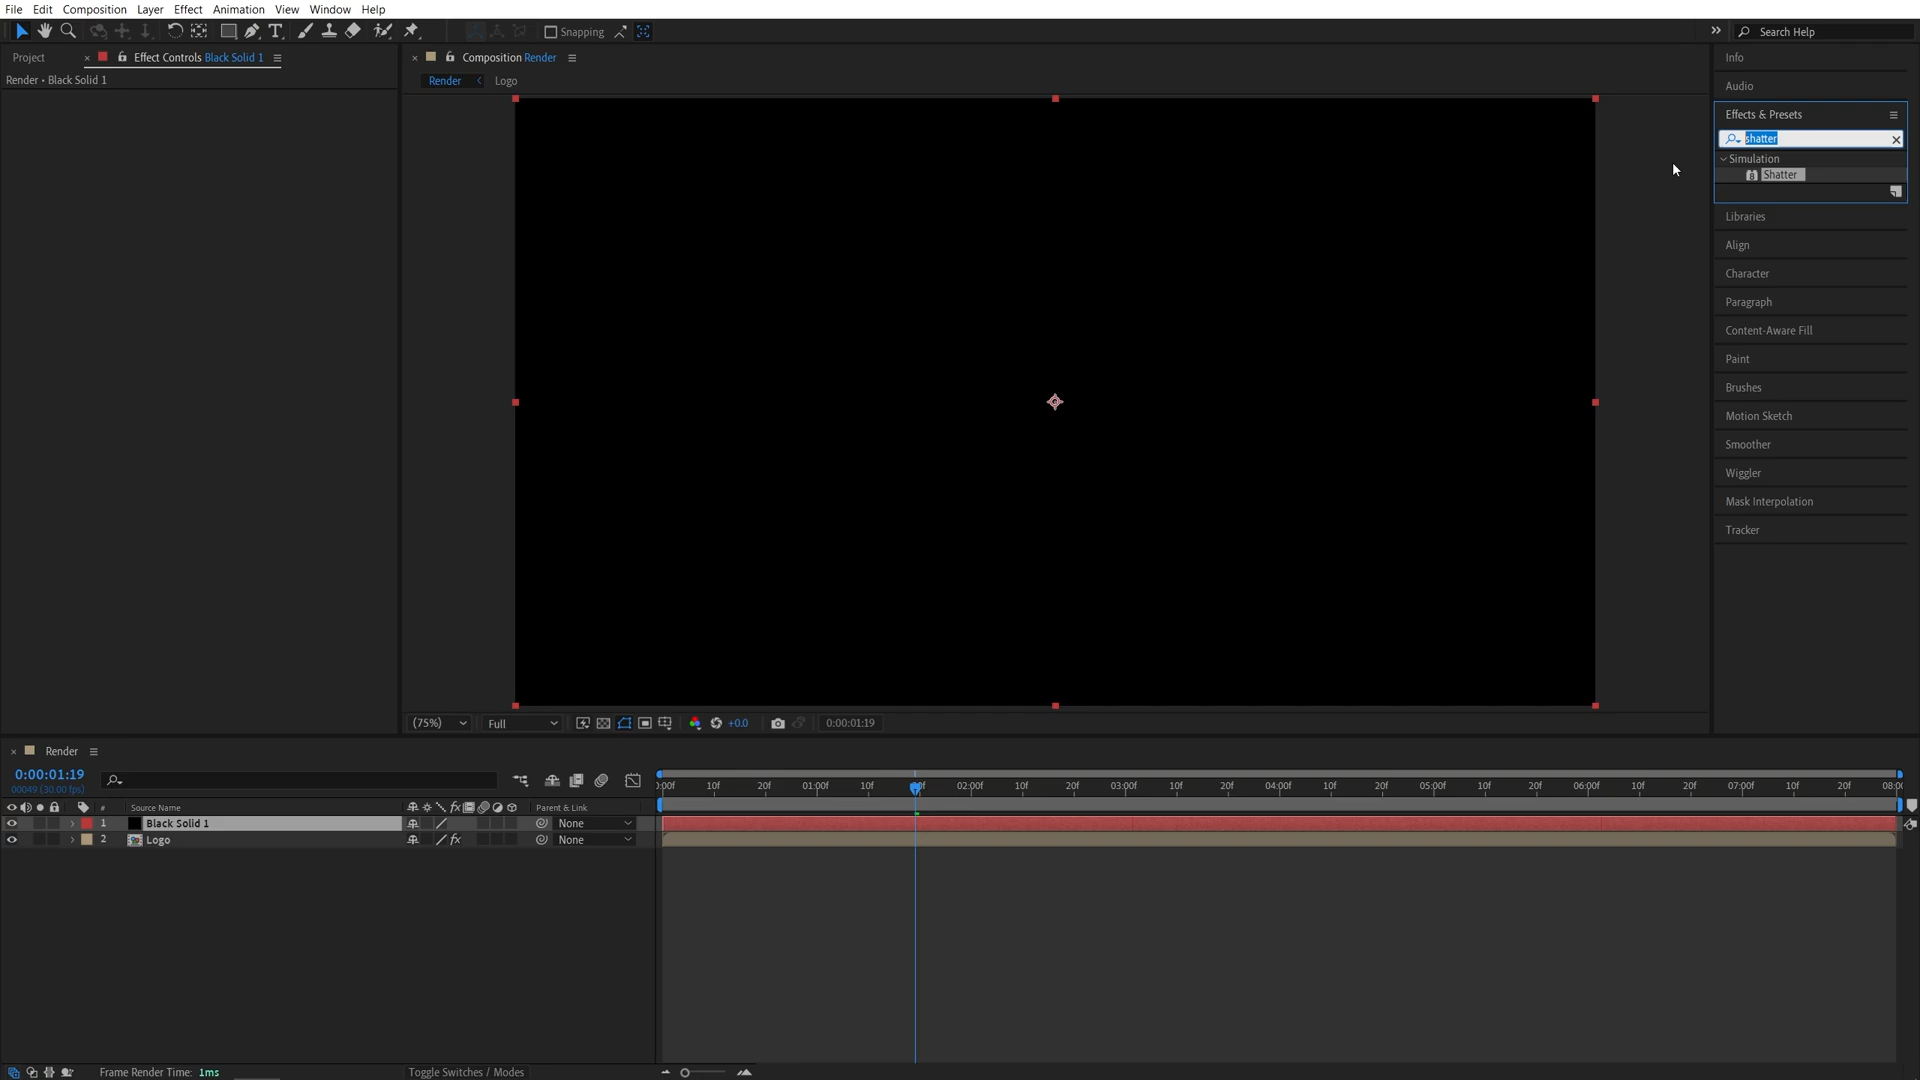 File Edit Composition Layer Effect Animation View Window Help
Snapping
Search Help
Project
Effect Controls Black Solid 1
Render • Black Solid 1
Composition Render
Render
Logo
Info
Audio
Effects & Presets
shatter
Simulation
8
Shatter
Libraries
Align
Character
Paragraph
Content-Aware Fill
Paint
Brushes
Motion Sketch
Smoother
Wiggler
Mask Interpolation
Tracker
(75%)
Full
+0.0
0:00:01:19
Render
0:00:01:19
00049 (30.00 fps)
:00f 10f 20f 01:00f 10f 02:00f 10f 20f 03:00f 10f 20f 04:00f 10f 20f 05:00f 10f 20f 06:00f 10f 20f 07:00f 10f 20f 08:00
# Source Name
fx
Parent & Link
1 Black Solid 1 None
2 Logo fx None
Frame Render Time: 1ms
Toggle Switches / Modes